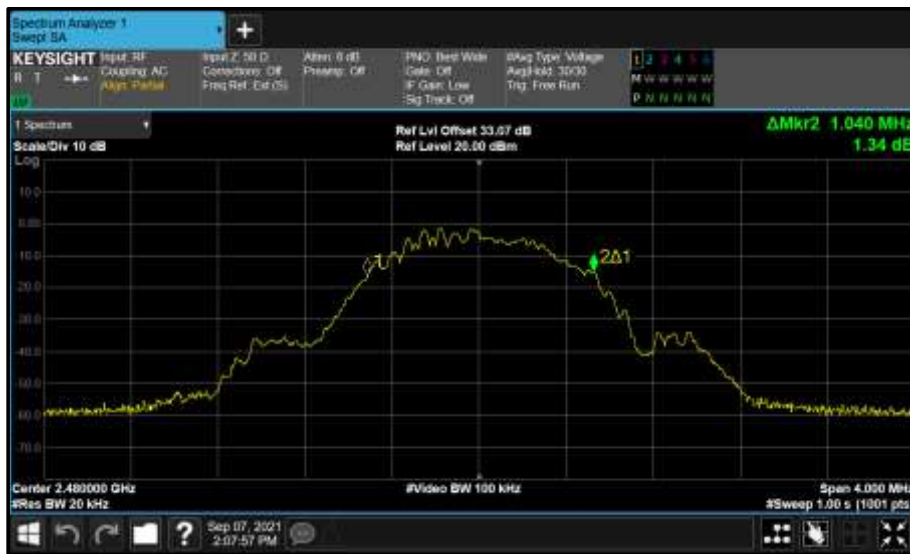 Spectrum Analyzer 1
Swept SA
+
KEYSIGHT
R T
Input: RF
Coupling: AC
Align: Partial
Input Z: 50 Ω
Corrections: Off
Freq Ref: Ext (S)
Atten: 6 dB
Preamp: Off
PNO: Best Wide
Gate: Off
IF Gain: Low
Sig Track: Off
#Avg Type: Voltage
Avg|Hold: 30/30
Trig: Free Run
1 2 3 4 5 6
M W W W W W
P N N N N N
1 Spectrum
Scale/Div 10 dB
Log
Ref Lvl Offset 33.07 dB
Ref Level 20.00 dBm
ΔMkr2 1.040 MHz
1.34 dB
10.0
0.00
-10.0
2Δ1
-20.0
-30.0
-40.0
-50.0
-60.0
-70.0
Center 2.480000 GHz
#Res BW 20 kHz
#Video BW 100 kHz
Span 4.000 MHz
#Sweep 1.00 s (1001 pts
?
Sep 07, 2021
2:07:57 PM